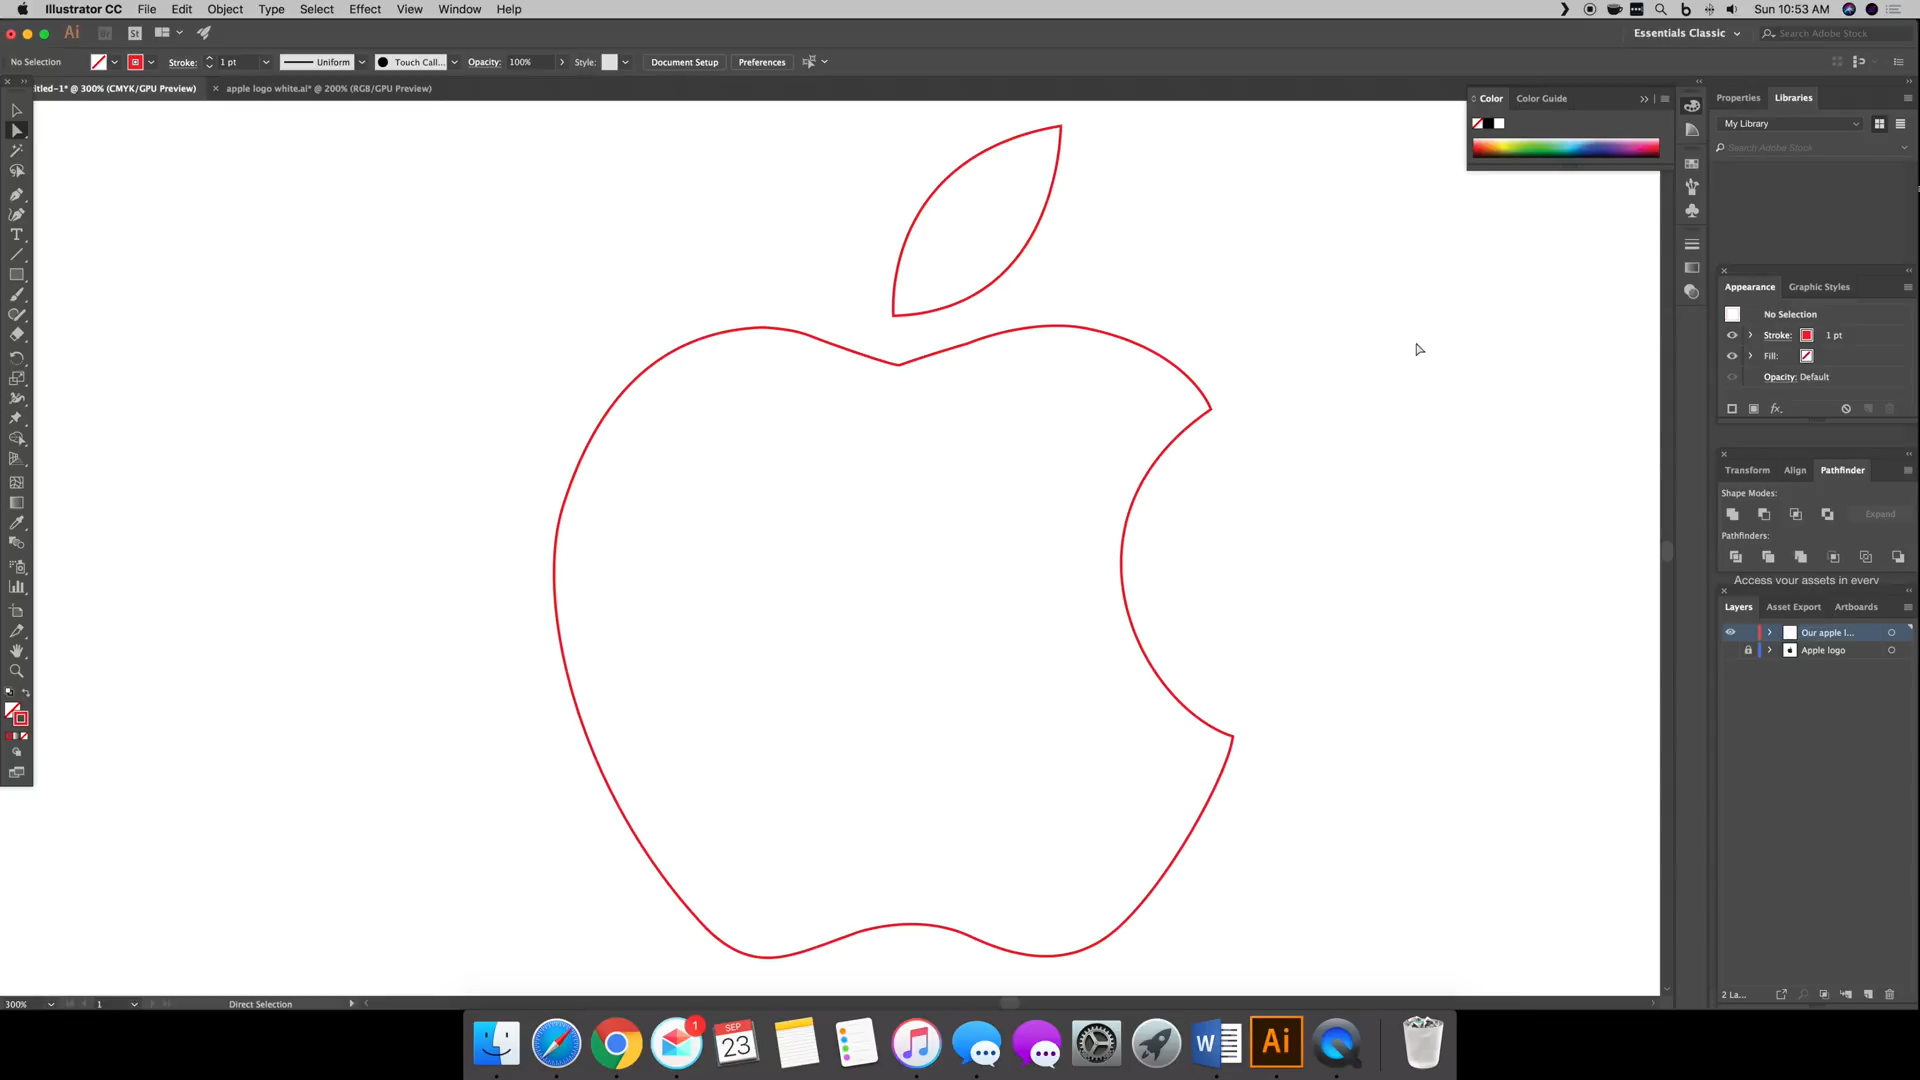 Illustrator CC File Edit Object Type Select Effect View Window Help
Sun 10:53 AM
Ai Br St
Essentials Classic
Search Adobe Stock
No Selection Stroke: 1 pt Uniform Touch Call... Opacity: 100% Style: Document Setup Preferences
itled-1* @ 300% (CMYK/GPU Preview) × apple logo white.ai* @ 200% (RGB/GPU Preview)
Color Color Guide
Properties Libraries
My Library
Search Adobe Stock
Appearance Graphic Styles
No Selection
Stroke: 1 pt
Fill:
Opacity: Default
fx.
Transform Align Pathfinder
Shape Modes:
Expand
Pathfinders:
Access your assets in every
Layers Asset Export Artboards
Our apple l...
Apple logo
2 La...
300% 1 Direct Selection
1
SEP
23
W
Ai